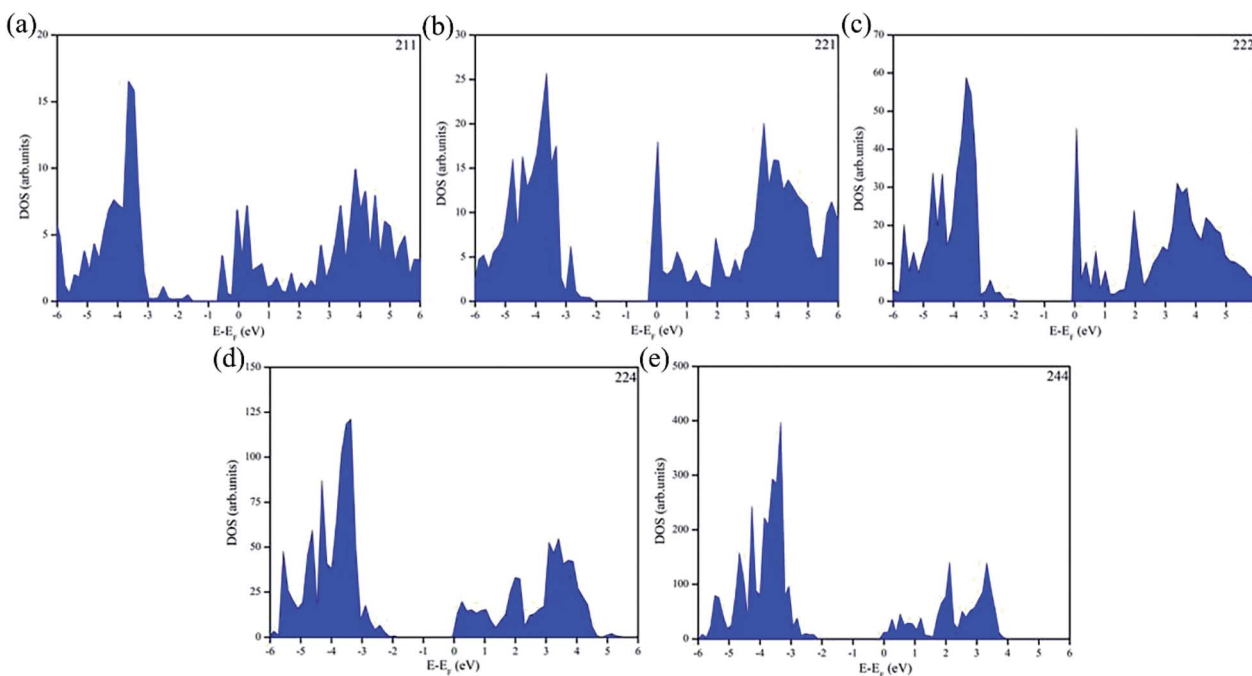 (a)
211
20
15
10
5
0
DOS (arb.units)
-6 -5 -4 -3 -2 -1 0 1 2 3 4 5 6
E-E_F (eV)
(b)
221
30
25
20
15
10
5
0
DOS (arb.units)
-6 -5 -4 -3 -2 -1 0 1 2 3 4 5 6
E-E_F (eV)
(c)
222
70
60
50
40
30
20
10
0
DOS (arb.units)
-6 -5 -4 -3 -2 -1 0 1 2 3 4 5
E-E_F (eV)
(d)
224
150
125
100
75
50
25
0
DOS (arb.units)
-6 -5 -4 -3 -2 -1 0 1 2 3 4 5 6
E-E_F (eV)
(e)
244
500
400
300
200
100
0
DOS (arb.units)
-6 -5 -4 -3 -2 -1 0 1 2 3 4 5 6
E-E_F (eV)